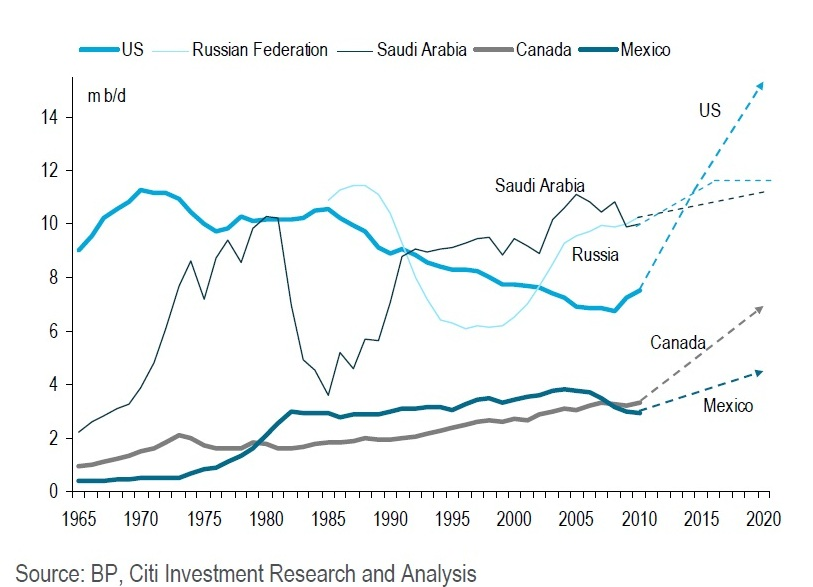 US Russian Federation Saudi Arabia Canada Mexico
m b/d
14
US
12
Saudi Arabia
10
Russia
8
6
Canada
4
Mexico
2
0
1965 1970 1975 1980 1985 1990 1995 2000 2005 2010 2015 2020
Source: BP, Citi Investment Research and Analysis